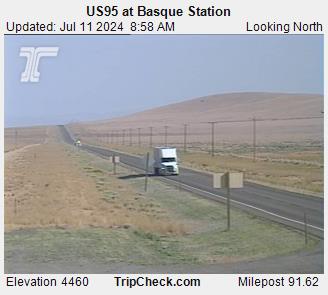 US95 at Basque Station
Updated: Jul 11 2024 8:58 AM Looking North
Elevation 4460 TripCheck.com Milepost 91.62